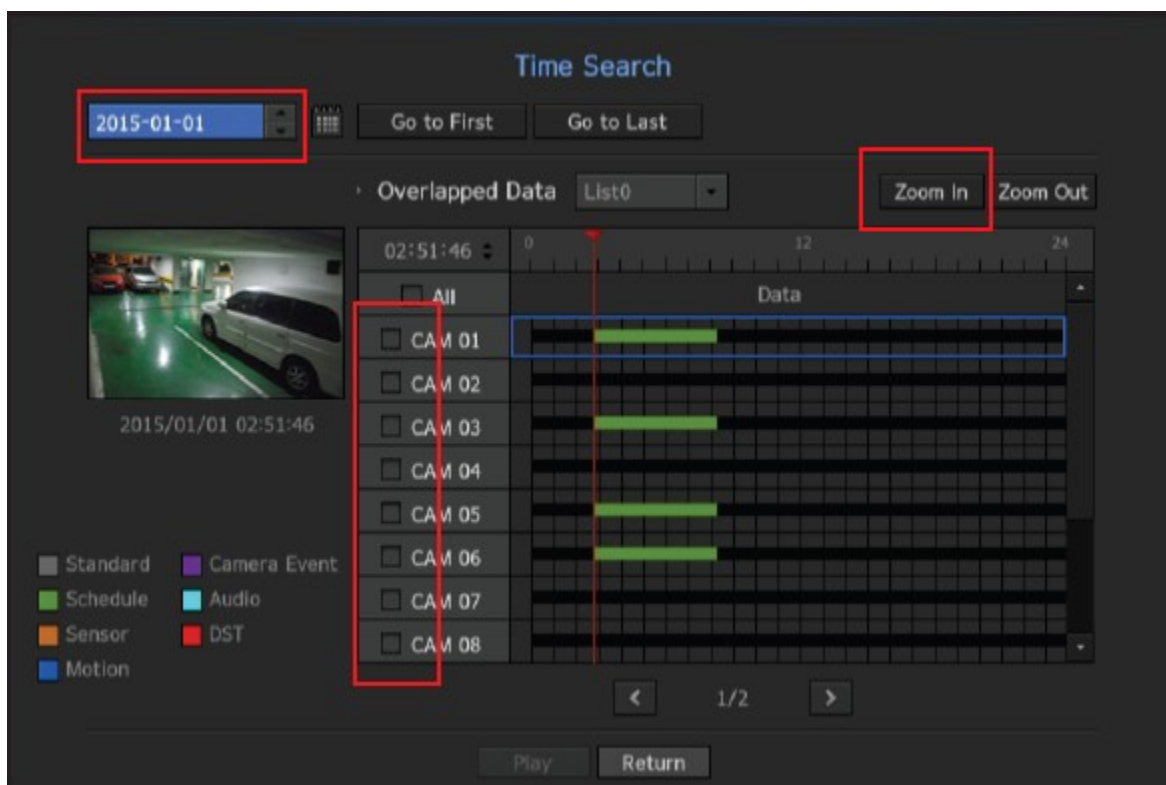 Time Search
2015-01-01 Go to First Go to Last
Overlapped Data List0 Zoom In Zoom Out
02:51:46 0 12 24
All Data
CAM 01
CAM 02
2015/01/01 02:51:46 CAM 03
CAM 04
CAM 05
Standard Camera Event CAM 06
Schedule Audio CAM 07
Sensor DST CAM 08
Motion
< 1/2 >
Play Return